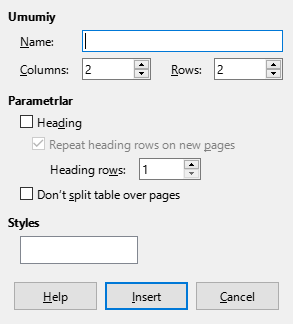 Umumiy
Name:
Columns: 2 Rows: 2
Parametrlar
Heading
Repeat heading rows on new pages
Heading rows: 1
Don't split table over pages
Styles
Help Insert Cancel